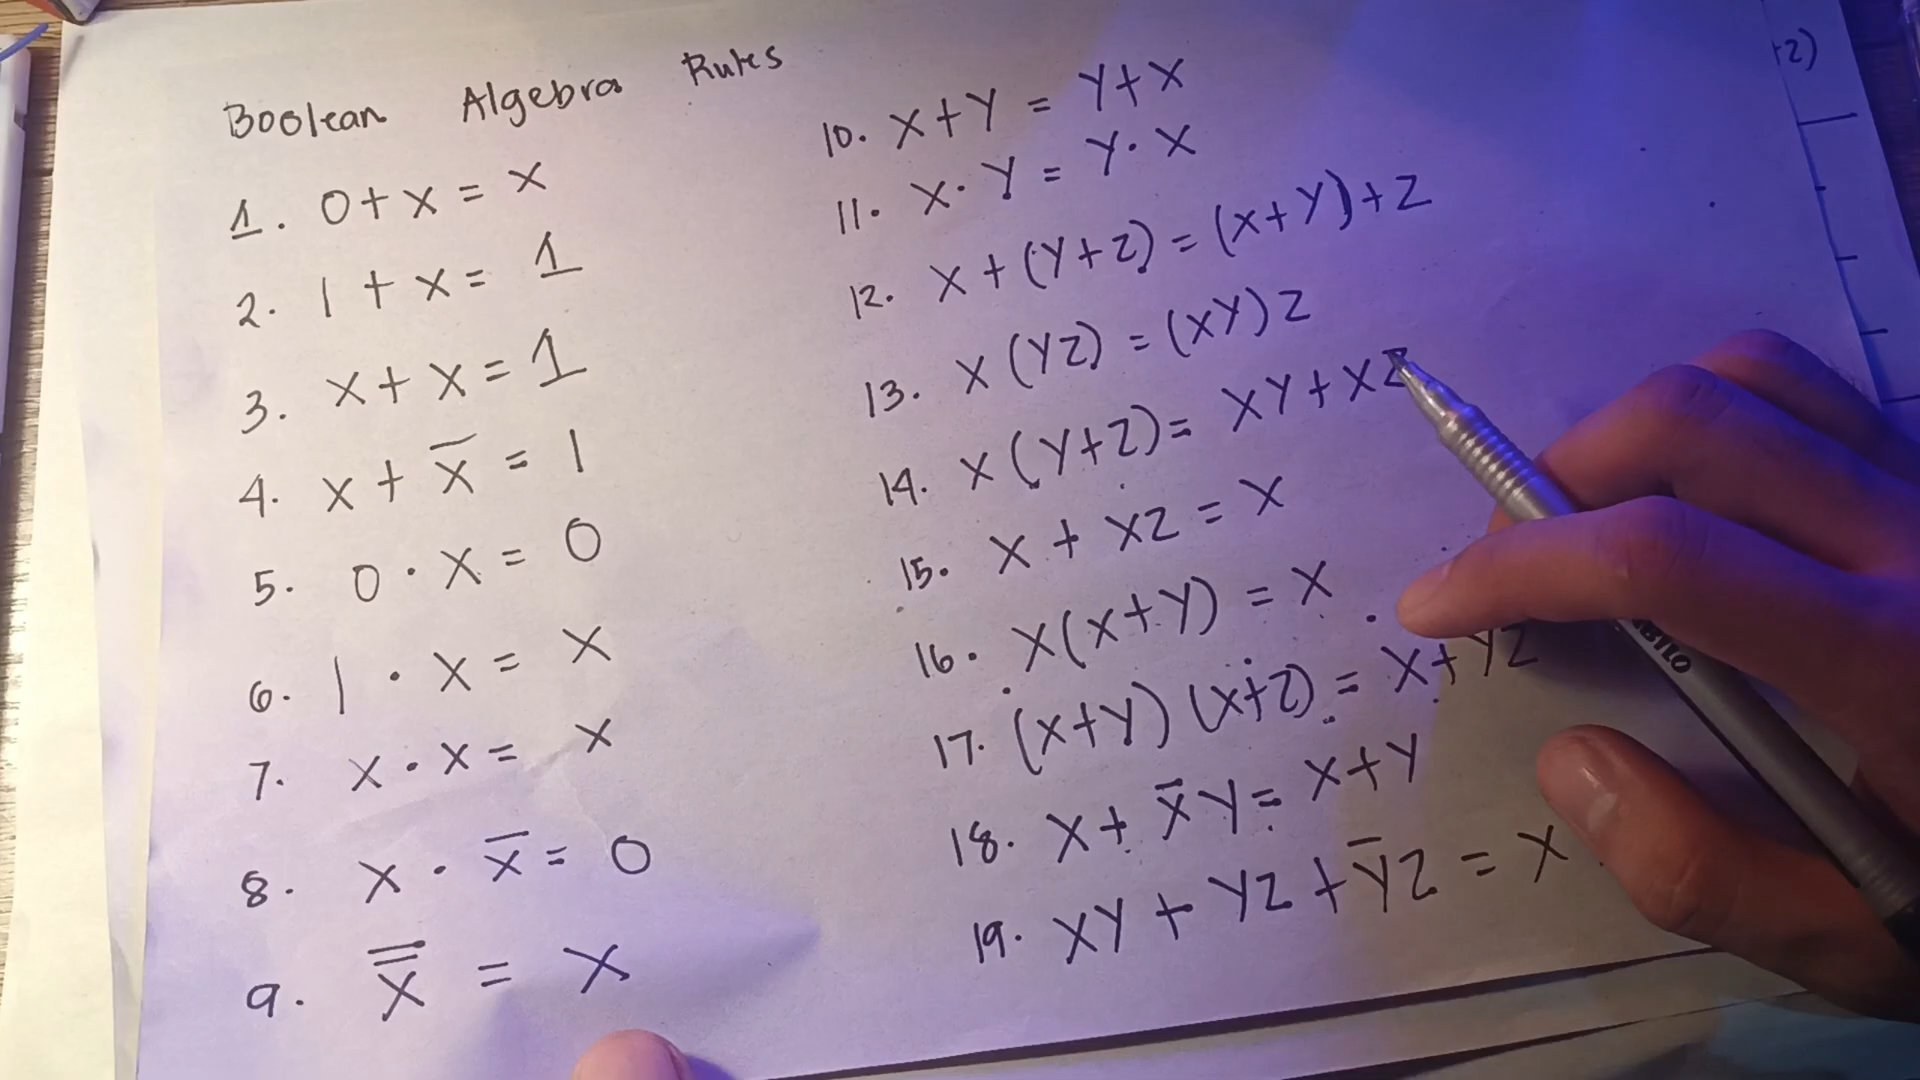 Boolean Algebra Rules
1. 0 + x = x
2. 1 + x = 1
3. x + x = 1
4. x + x̄ = 1
5. 0 · x = 0
6. 1 · x = x
7. x · x = x
8. x · x̄ = 0
9. x̿ = x
10. x + y = y + x
11. x · y = y · x
12. x + (y + z) = (x + y) + z
13. x (yz) = (xy) z
14. x (y + z) = xy + xz
15. x + xz = x
16. x(x + y) = x
17. (x + y) (x + z) = x + yz
18. x + x̄y = x + y
19. xy + yz + ȳz = x